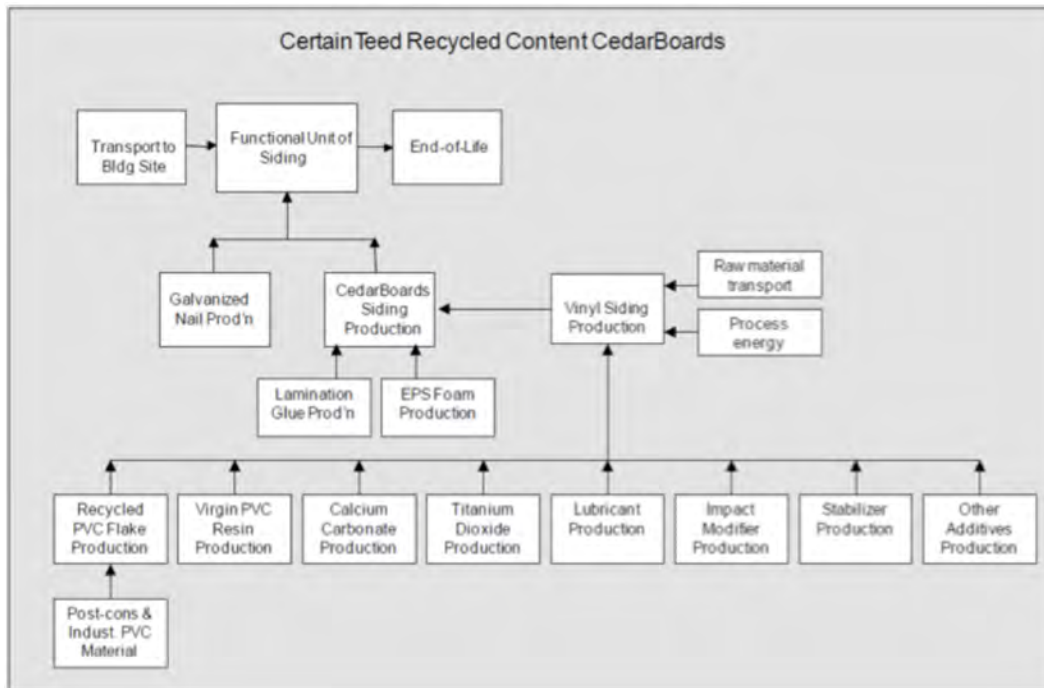 CertainTeed Recycled Content CedarBoards
Transport to
Bldg Site
Functional Unit of
Siding
End-of-Life
Galvanized
Nail Prod'n
CedarBoards
Siding
Production
Vinyl Siding
Production
Raw material
transport
Process
energy
Lamination
Glue Prod'n
EPS Foam
Production
Recycled
PVC Flake
Production
Virgin PVC
Resin
Production
Calcium
Carbonate
Production
Titanium
Dioxide
Production
Lubricant
Production
Impact
Modifier
Production
Stabilizer
Production
Other
Additives
Production
Post-cons &
Indust. PVC
Material